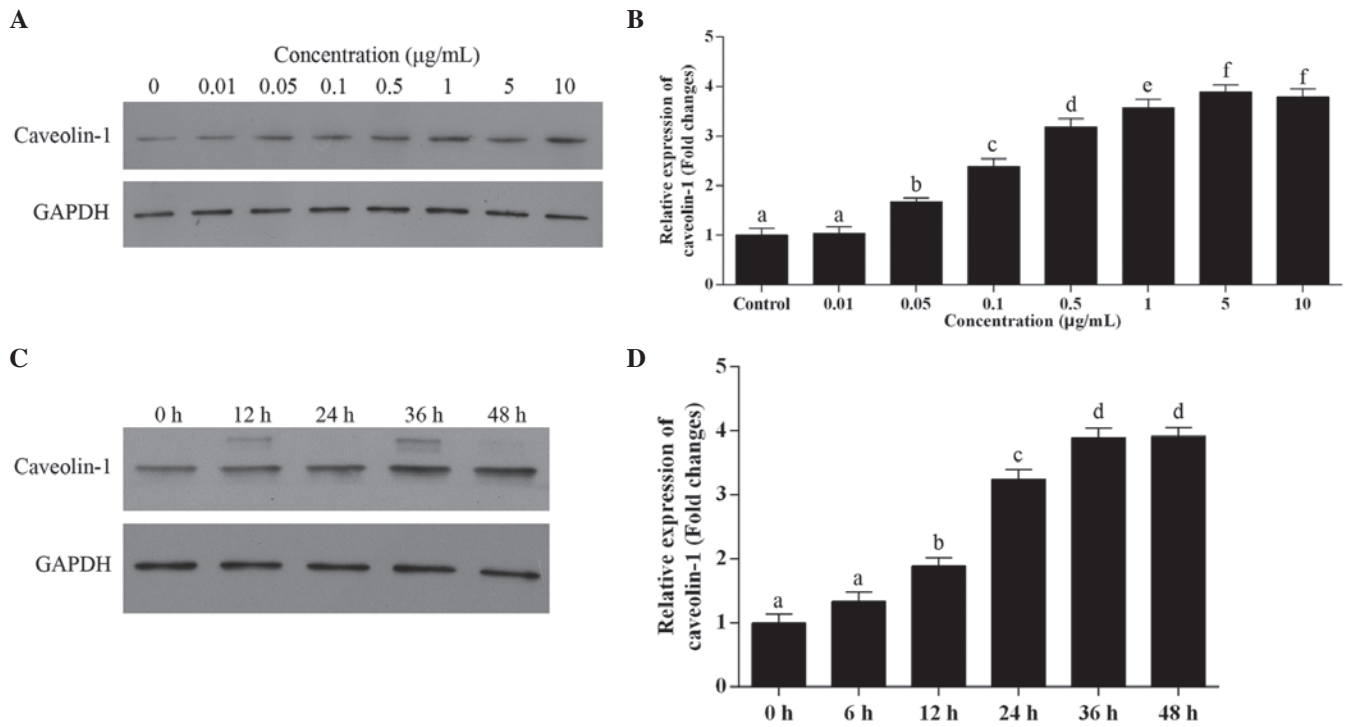 A
Concentration (µg/mL)
0 0.01 0.05 0.1 0.5 1 5 10
Caveolin-1
GAPDH
B
Relative expression of
caveolin-1 (Fold changes)
5
4
3
2
1
0
a a b c d e f f
Control 0.01 0.05 0.1 0.5 1 5 10
Concentration (µg/mL)
C
0 h 12 h 24 h 36 h 48 h
Caveolin-1
GAPDH
D
Relative expression of
caveolin-1 (Fold changes)
5
4
3
2
1
0
a a b c d d
0 h 6 h 12 h 24 h 36 h 48 h